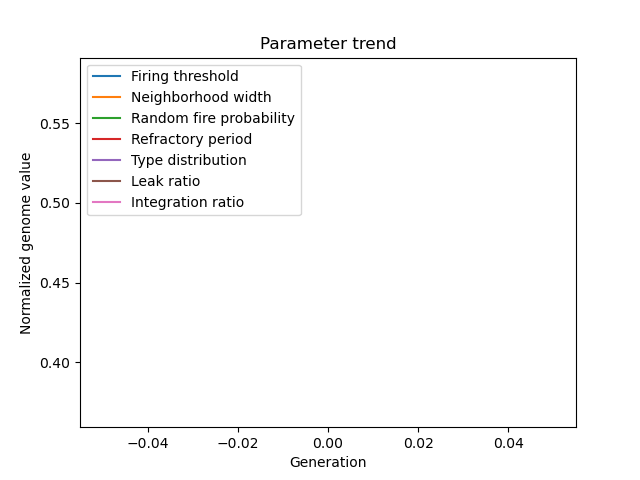 Parameter trend
Firing threshold
Neighborhood width
Random fire probability
Refractory period
Type distribution
Leak ratio
Integration ratio
Normalized genome value
0.55
0.50
0.45
0.40
−0.04
−0.02
0.00
0.02
0.04
Generation